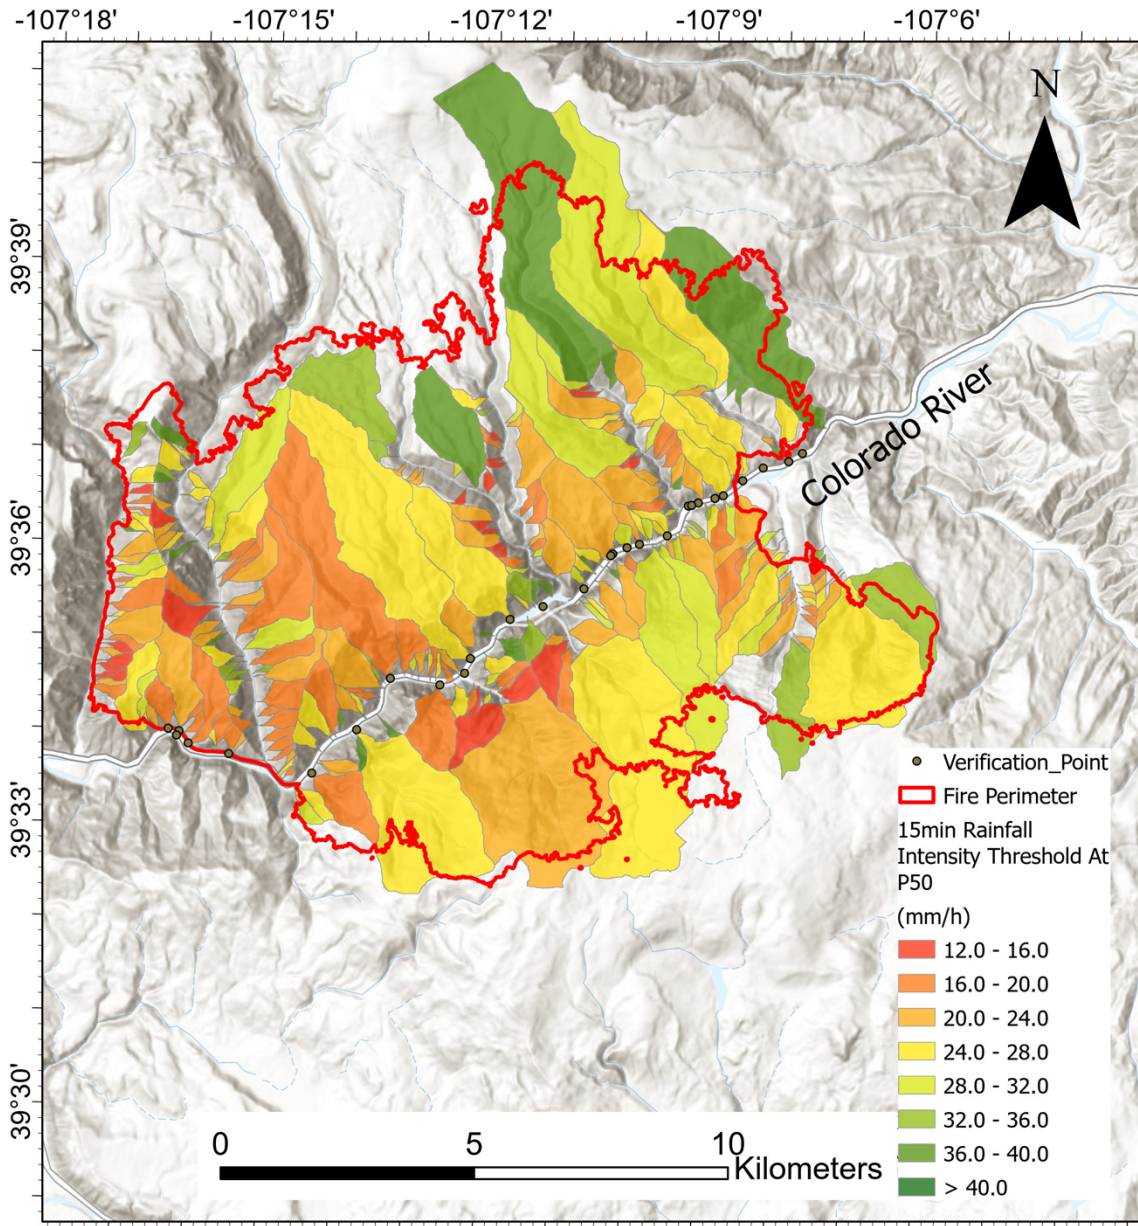 -107°18' -107°15' -107°12' -107°9' -107°6'
N
39°39'
Colorado River
39°36'
39°33'
39°30'
Verification_Point
Fire Perimeter
15min Rainfall
Intensity Threshold At
P50
(mm/h)
12.0 - 16.0
16.0 - 20.0
20.0 - 24.0
24.0 - 28.0
28.0 - 32.0
32.0 - 36.0
36.0 - 40.0
> 40.0
0 5 10
Kilometers